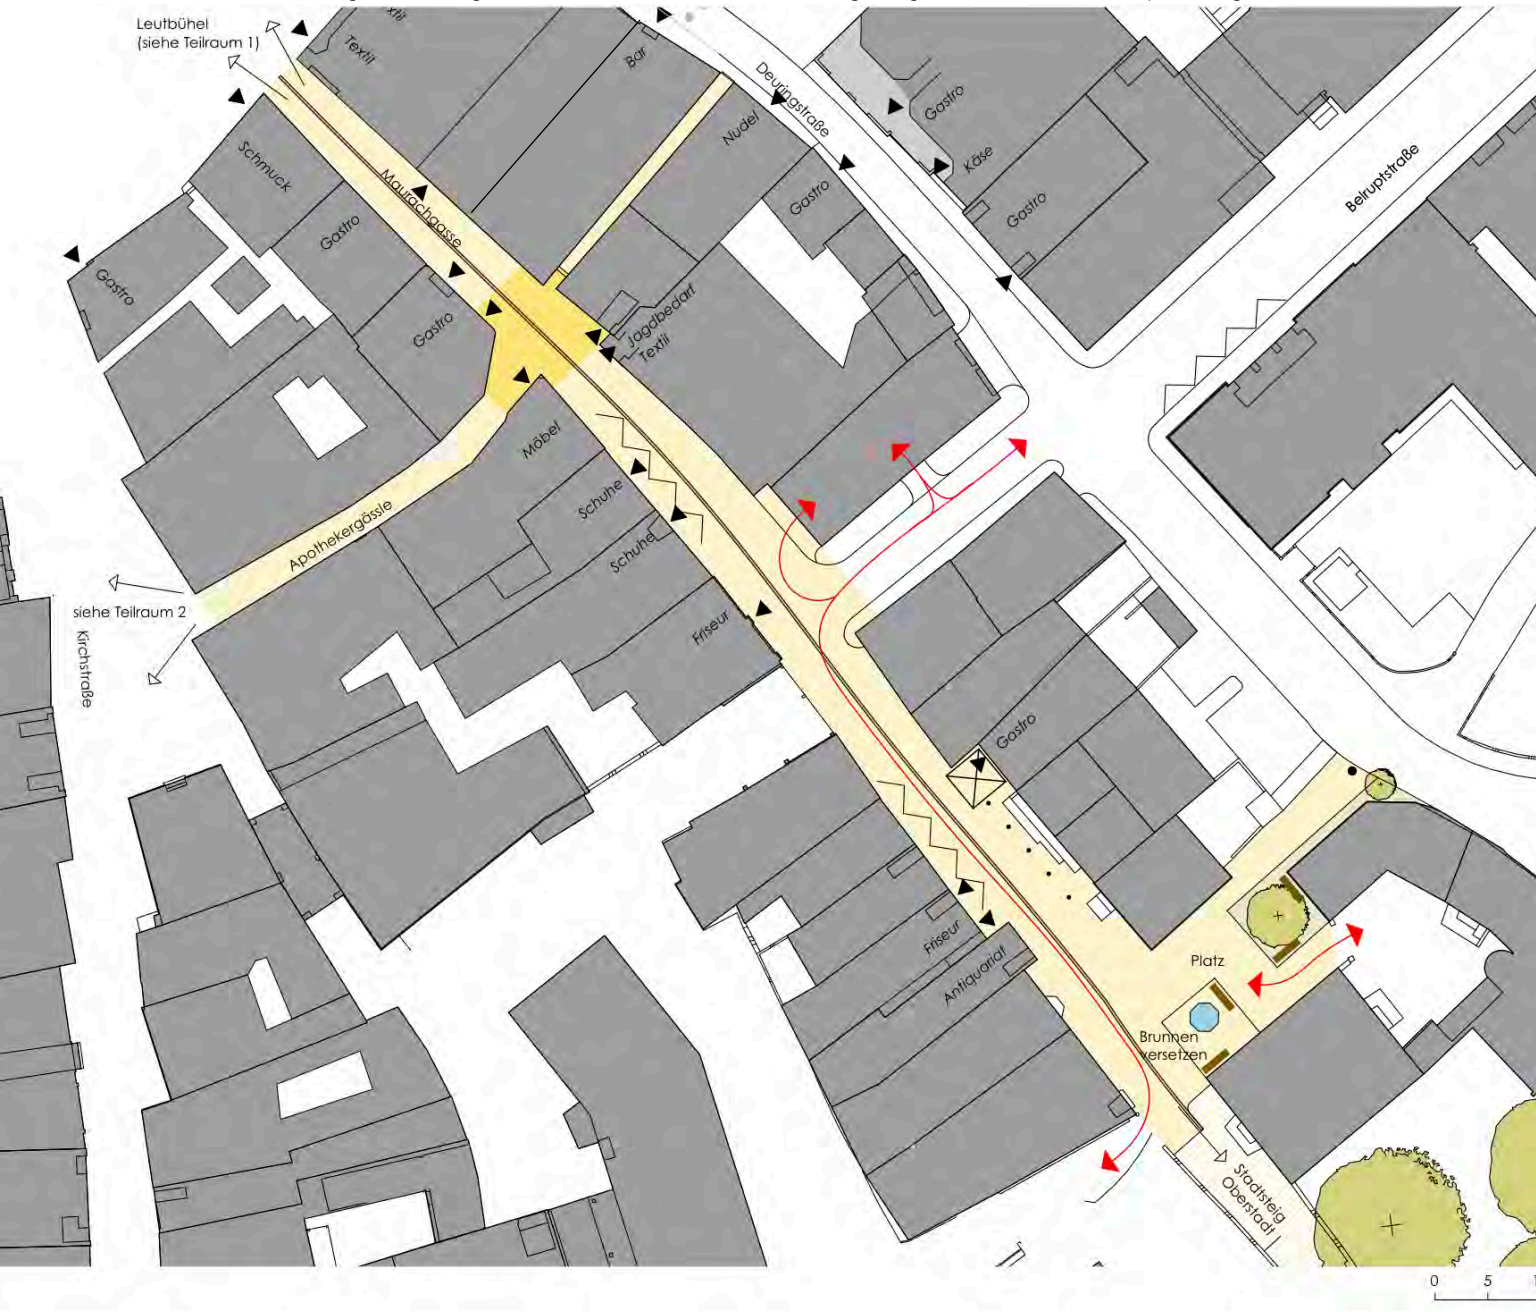 Leutbühel
(siehe Teilraum 1)
Textil
Bar
Deuringstraße
Gastro
Nudel
Käse
Belruptstraße
Schmuck
Maurachgasse
Gastro
Gastro
Gastro
Gastro
Gastro
Jagdbedarf
Textil
Möbel
Schuhe
Apothekergässle
Schuhe
siehe Teilraum 2
Kirchstraße
Friseur
Gastro
Friseur
Antiquariat
Platz
Brunnen
versetzen
Stadtsteig
Oberstadt
0 5